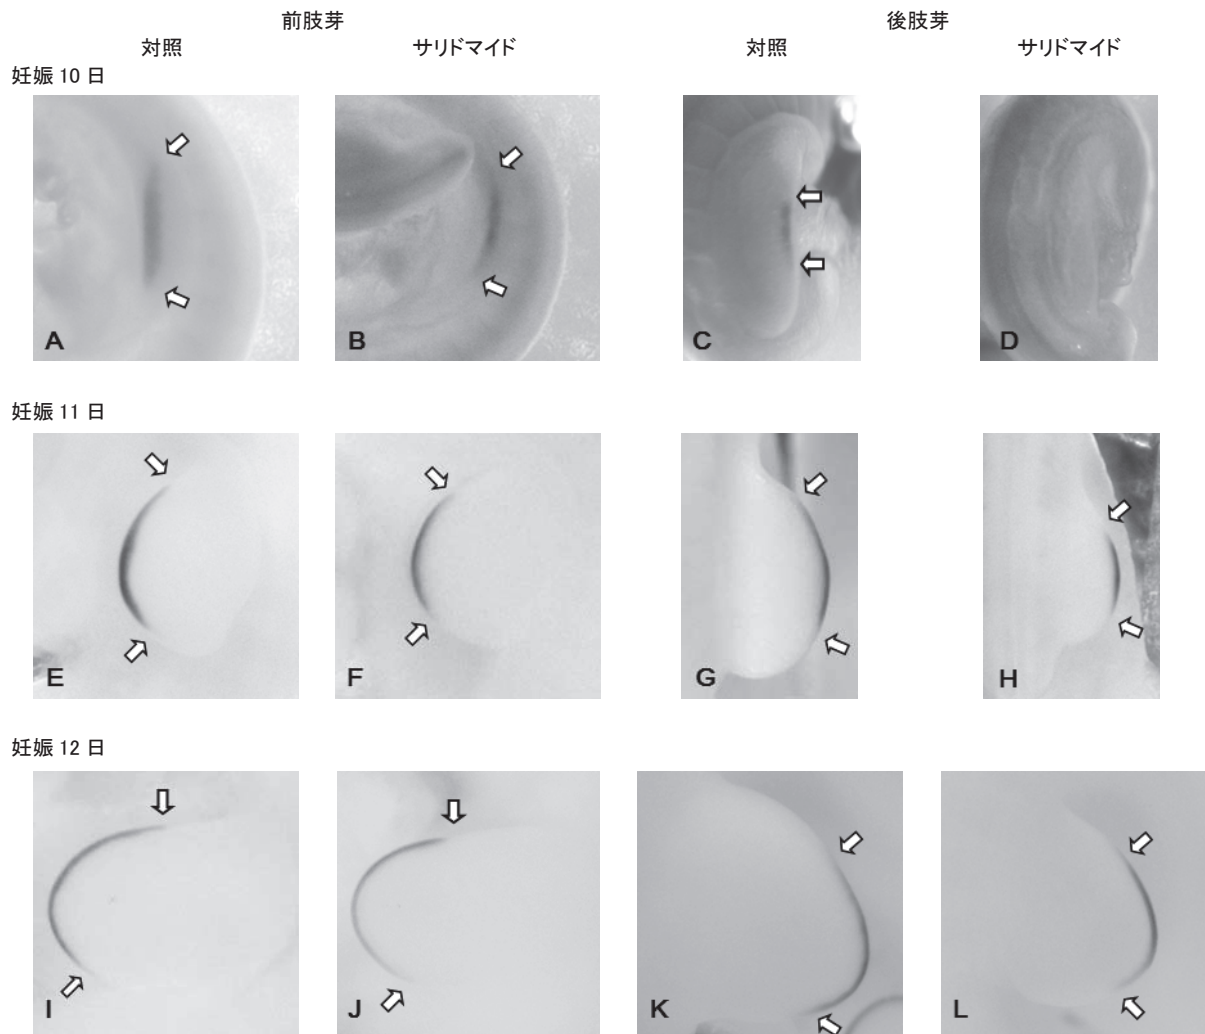 前肢芽 後肢芽
対照 サリドマイド 対照 サリドマイド
妊娠 10 日
A B C D
妊娠 11 日
E F G H
妊娠 12 日
I J K L